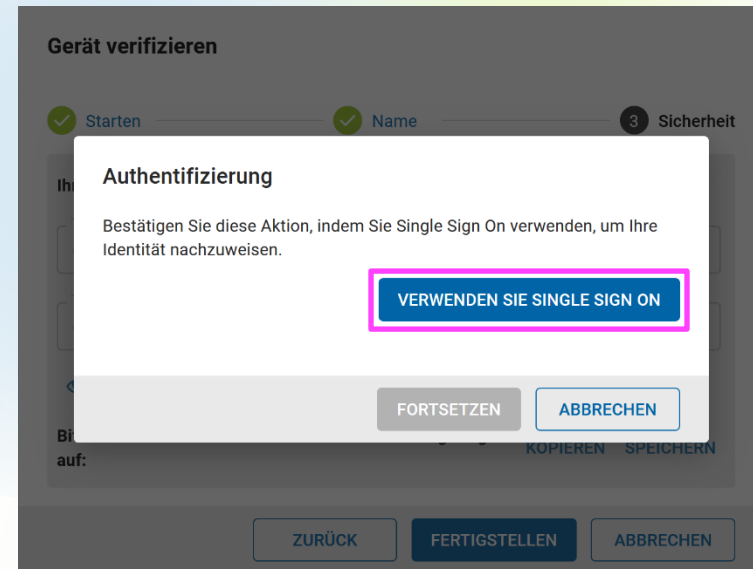 Gerät verifizieren
Starten
Name
3 Sicherheit
Authentifizierung
Bestätigen Sie diese Aktion, indem Sie Single Sign On verwenden, um Ihre
Identität nachzuweisen.
VERWENDEN SIE SINGLE SIGN ON
FORTSETZEN
ABBRECHEN
auf:
KOPIEREN
SPEICHERN
ZURÜCK
FERTIGSTELLEN
ABBRECHEN